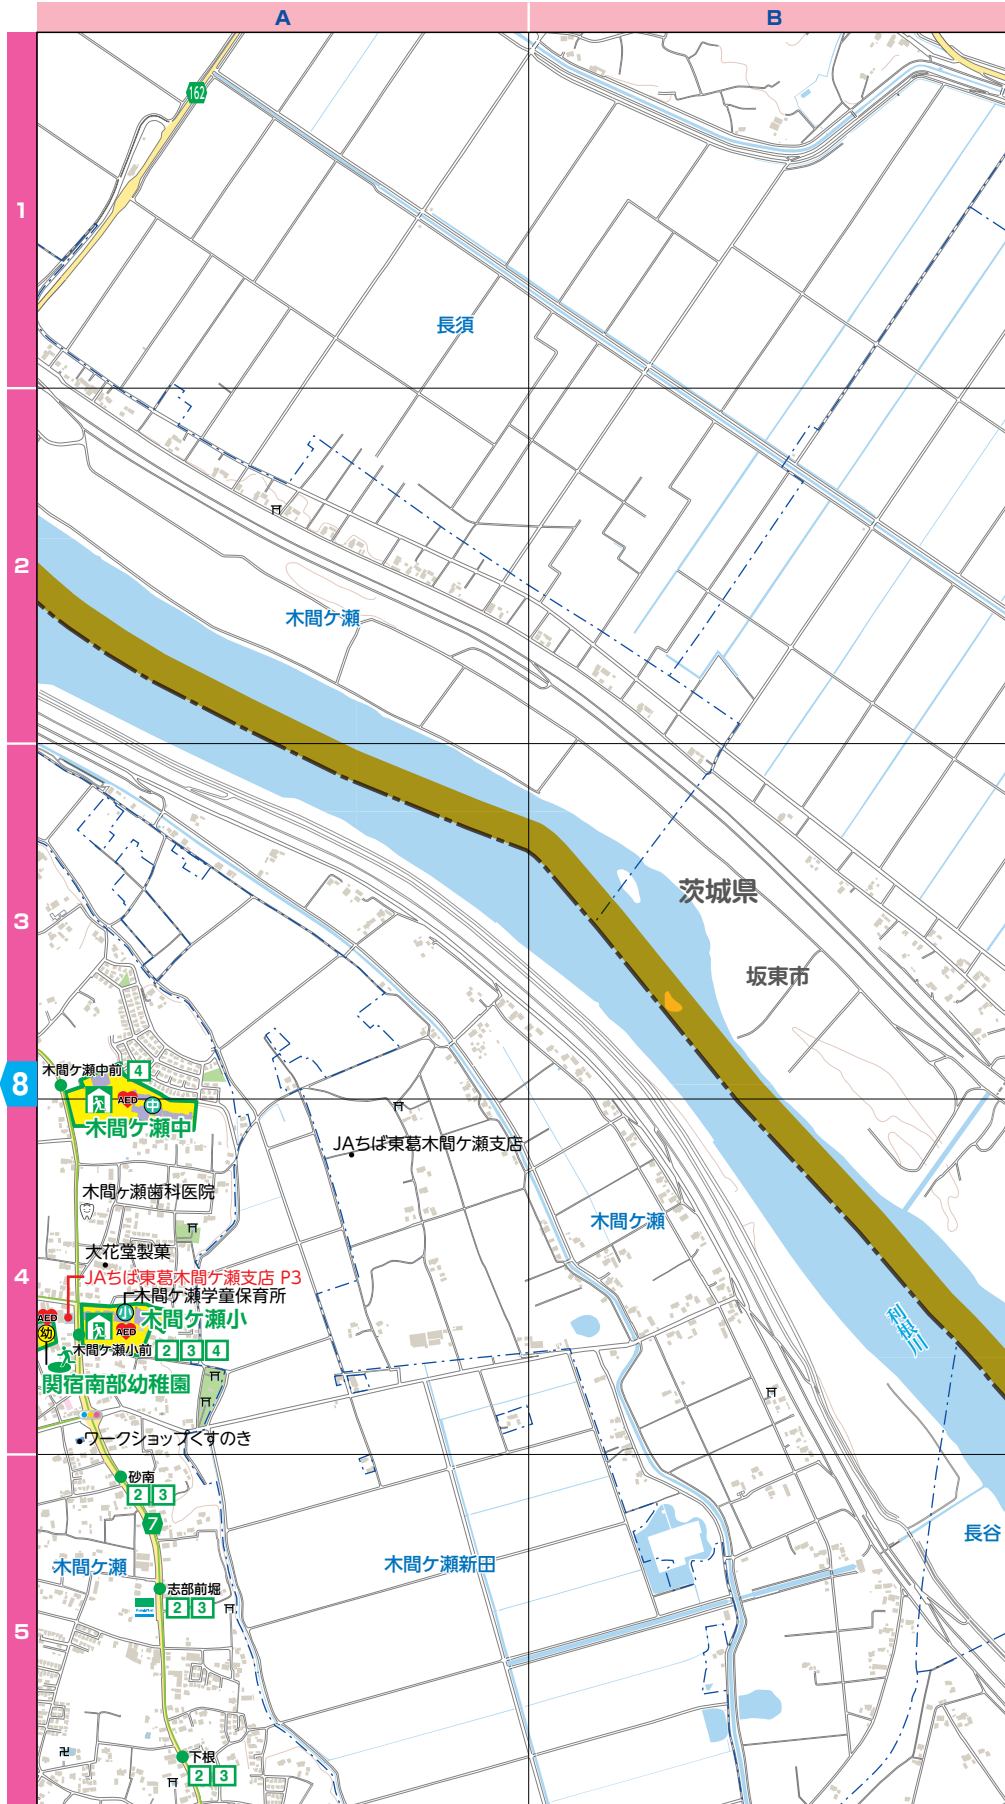 A
B
1
2
3
8
4
5
162
長須
木間ケ瀬
茨城県
坂東市
木間ケ瀬中前 4
AED
中
木間ケ瀬中
JAちば東葛木間ケ瀬支店
木間ヶ瀬歯科医院
木間ケ瀬
大花堂製菓
JAちば東葛木間ケ瀬支店 P3
木間ケ瀬学童保育所
AED
小
木間ケ瀬小
幼
AED
利根川
木間ケ瀬小前 2 3 4
関宿南部幼稚園
ワークショップくすのき
砂南
2 3
7
長谷
木間ケ瀬
木間ケ瀬新田
志部前堀
2 3
下根
2 3